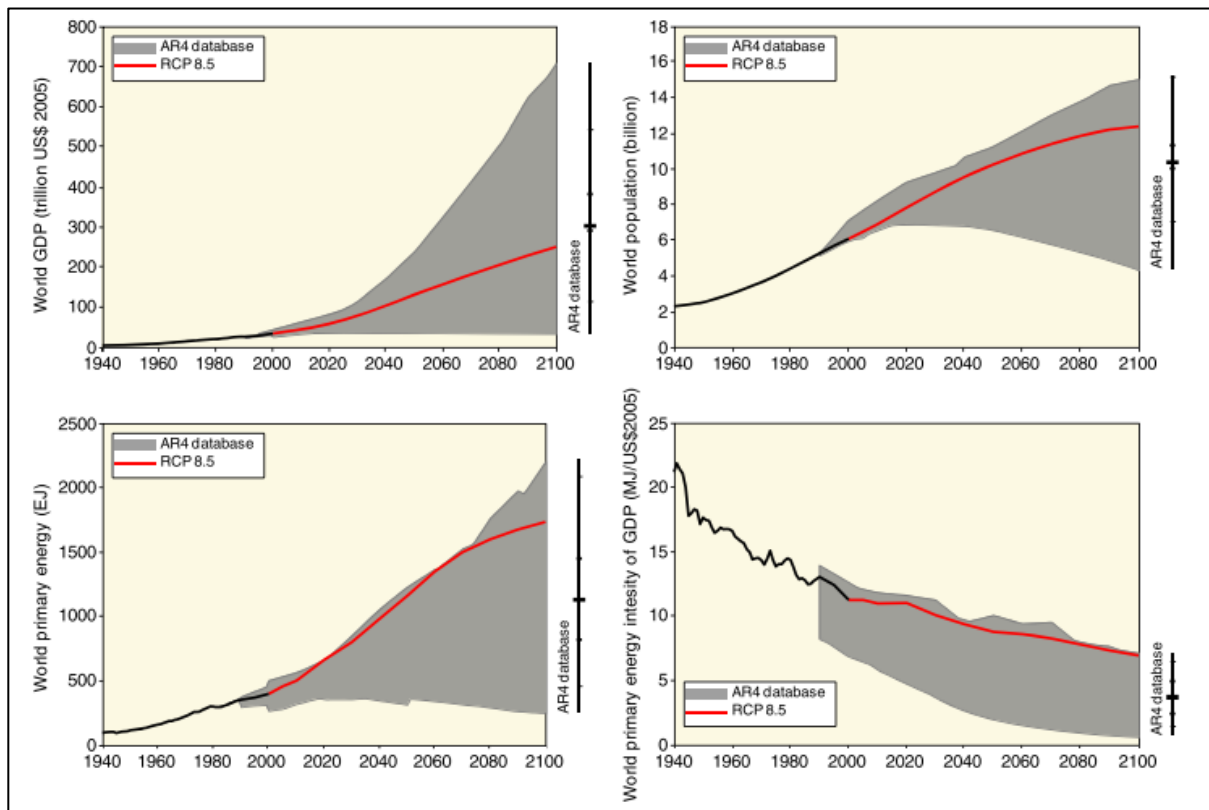 World GDP (trillion US$ 2005)
800
700
600
500
400
300
200
100
0
AR4 database
RCP 8.5
1940 1960 1980 2000 2020 2040 2060 2080 2100
AR4 database
World population (billion)
18
16
14
12
10
8
6
4
2
0
AR4 database
RCP 8.5
1940 1960 1980 2000 2020 2040 2060 2080 2100
AR4 database
World primary energy (EJ)
2500
2000
1500
1000
500
0
AR4 database
RCP 8.5
1940 1960 1980 2000 2020 2040 2060 2080 2100
AR4 database
World primary energy intesity of GDP (MJ/US$2005)
25
20
15
10
5
0
AR4 database
RCP 8.5
1940 1960 1980 2000 2020 2040 2060 2080 2100
AR4 database